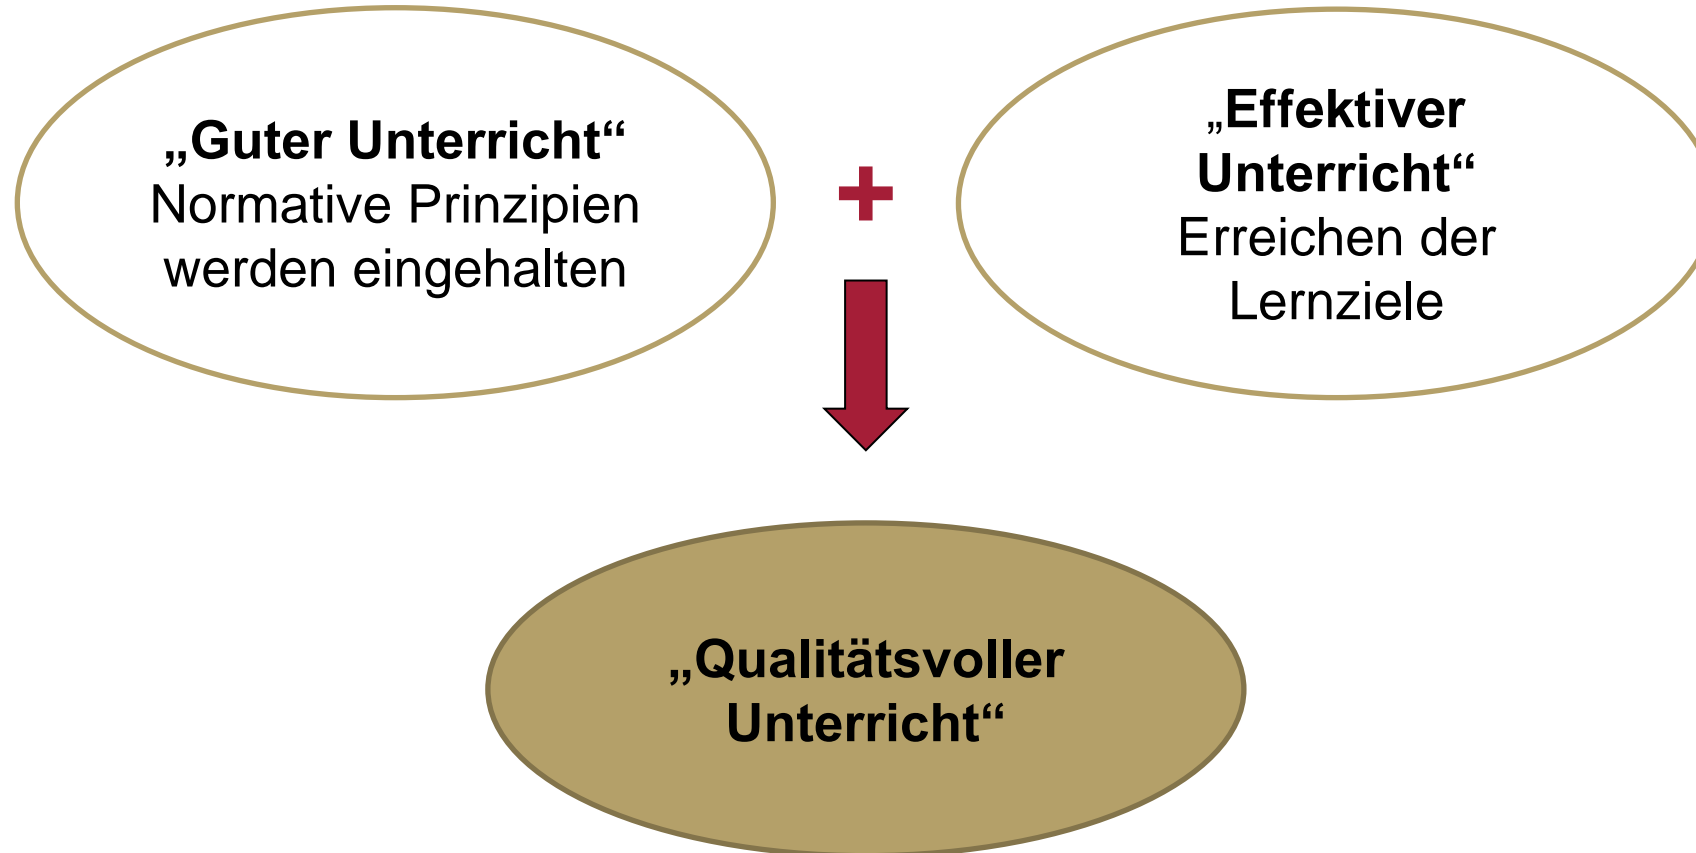 „Guter Unterricht“
Normative Prinzipien
werden eingehalten
+
„Effektiver
Unterricht“
Erreichen der
Lernziele
„Qualitätsvoller
Unterricht“